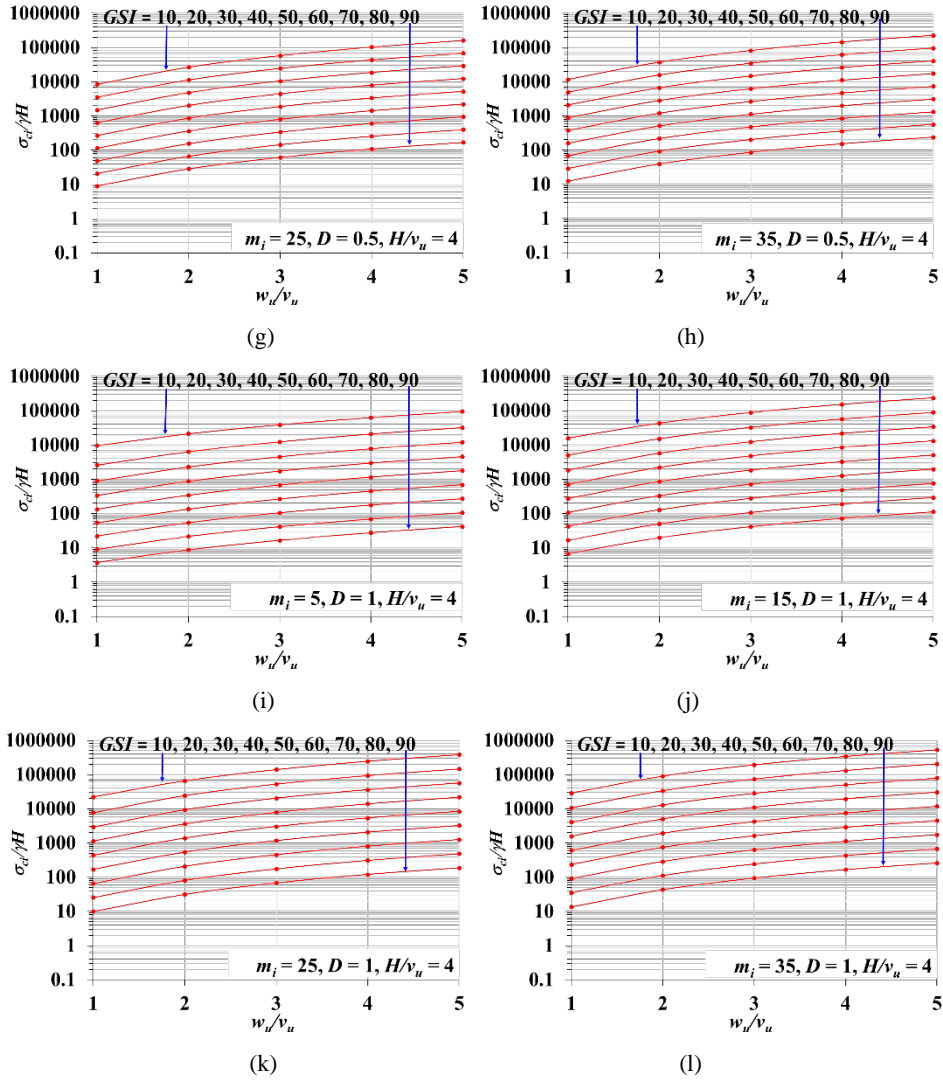 GSI = 10, 20, 30, 40, 50, 60, 70, 80, 90
1000000
100000
10000
1000
100
10
1
0.1
σci/γH
mi = 25, D = 0.5, H/vu = 4
1 2 3 4 5
wu/vu
(g)
GSI = 10, 20, 30, 40, 50, 60, 70, 80, 90
1000000
100000
10000
1000
100
10
1
0.1
σci/γH
mi = 35, D = 0.5, H/vu = 4
1 2 3 4 5
wu/vu
(h)
GSI = 10, 20, 30, 40, 50, 60, 70, 80, 90
1000000
100000
10000
1000
100
10
1
0.1
σci/γH
mi = 5, D = 1, H/vu = 4
1 2 3 4 5
wu/vu
(i)
GSI = 10, 20, 30, 40, 50, 60, 70, 80, 90
1000000
100000
10000
1000
100
10
1
0.1
σci/γH
mi = 15, D = 1, H/vu = 4
1 2 3 4 5
wu/vu
(j)
GSI = 10, 20, 30, 40, 50, 60, 70, 80, 90
1000000
100000
10000
1000
100
10
1
0.1
σci/γH
mi = 25, D = 1, H/vu = 4
1 2 3 4 5
wu/vu
(k)
GSI = 10, 20, 30, 40, 50, 60, 70, 80, 90
1000000
100000
10000
1000
100
10
1
0.1
σci/γH
mi = 35, D = 1, H/vu = 4
1 2 3 4 5
wu/vu
(l)